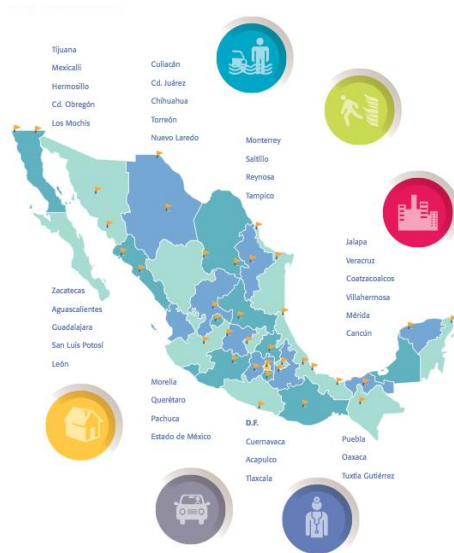 Tijuana
Mexicalli
Hermosillo
Cd. Obregón
Los Mochis
Culiacán
Cd. Juárez
Chihuahua
Torreón
Nuevo Laredo
Monterrey
Saltillo
Reynosa
Tampico
Jalapa
Veracruz
Coatzacoalcos
Villahermosa
Mérida
Cancún
Zacatecas
Aguascalientes
Guadalajara
San Luis Potosí
León
Morelia
Querétaro
Pachuca
Estado de México
D.F.
Cuernavaca
Acapulco
Tlaxcala
Puebla
Oaxaca
Tuxtla Gutiérrez